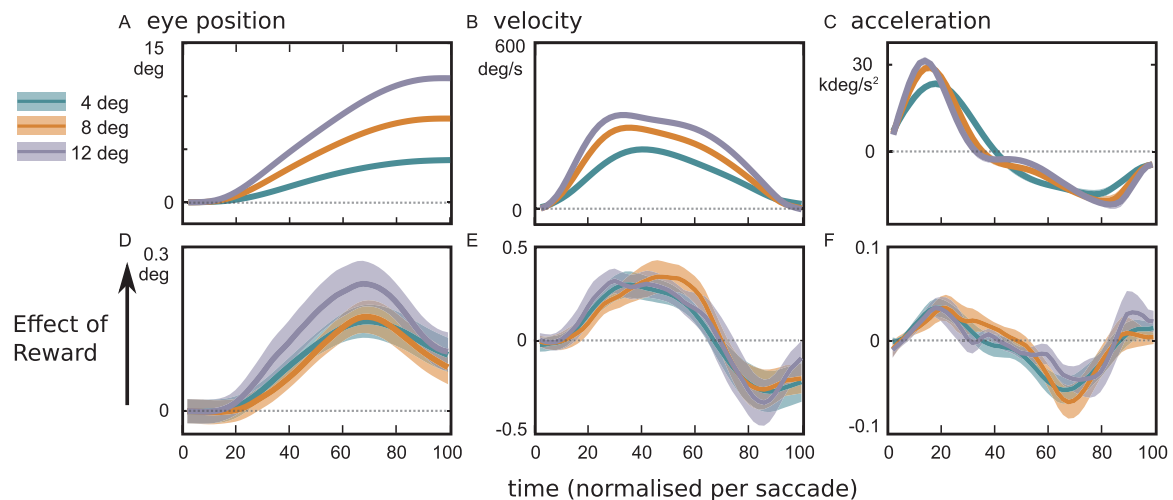 A eye position
B velocity
C acceleration
15
deg
0
600
deg/s
0
30
kdeg/s²
0
4 deg
8 deg
12 deg
D
0.3
deg
0
0 20 40 60 80 100
E
0.5
0
-0.5
0 20 40 60 80 100
F
0.1
0
-0.1
0 20 40 60 80 100
Effect of
Reward
time (normalised per saccade)